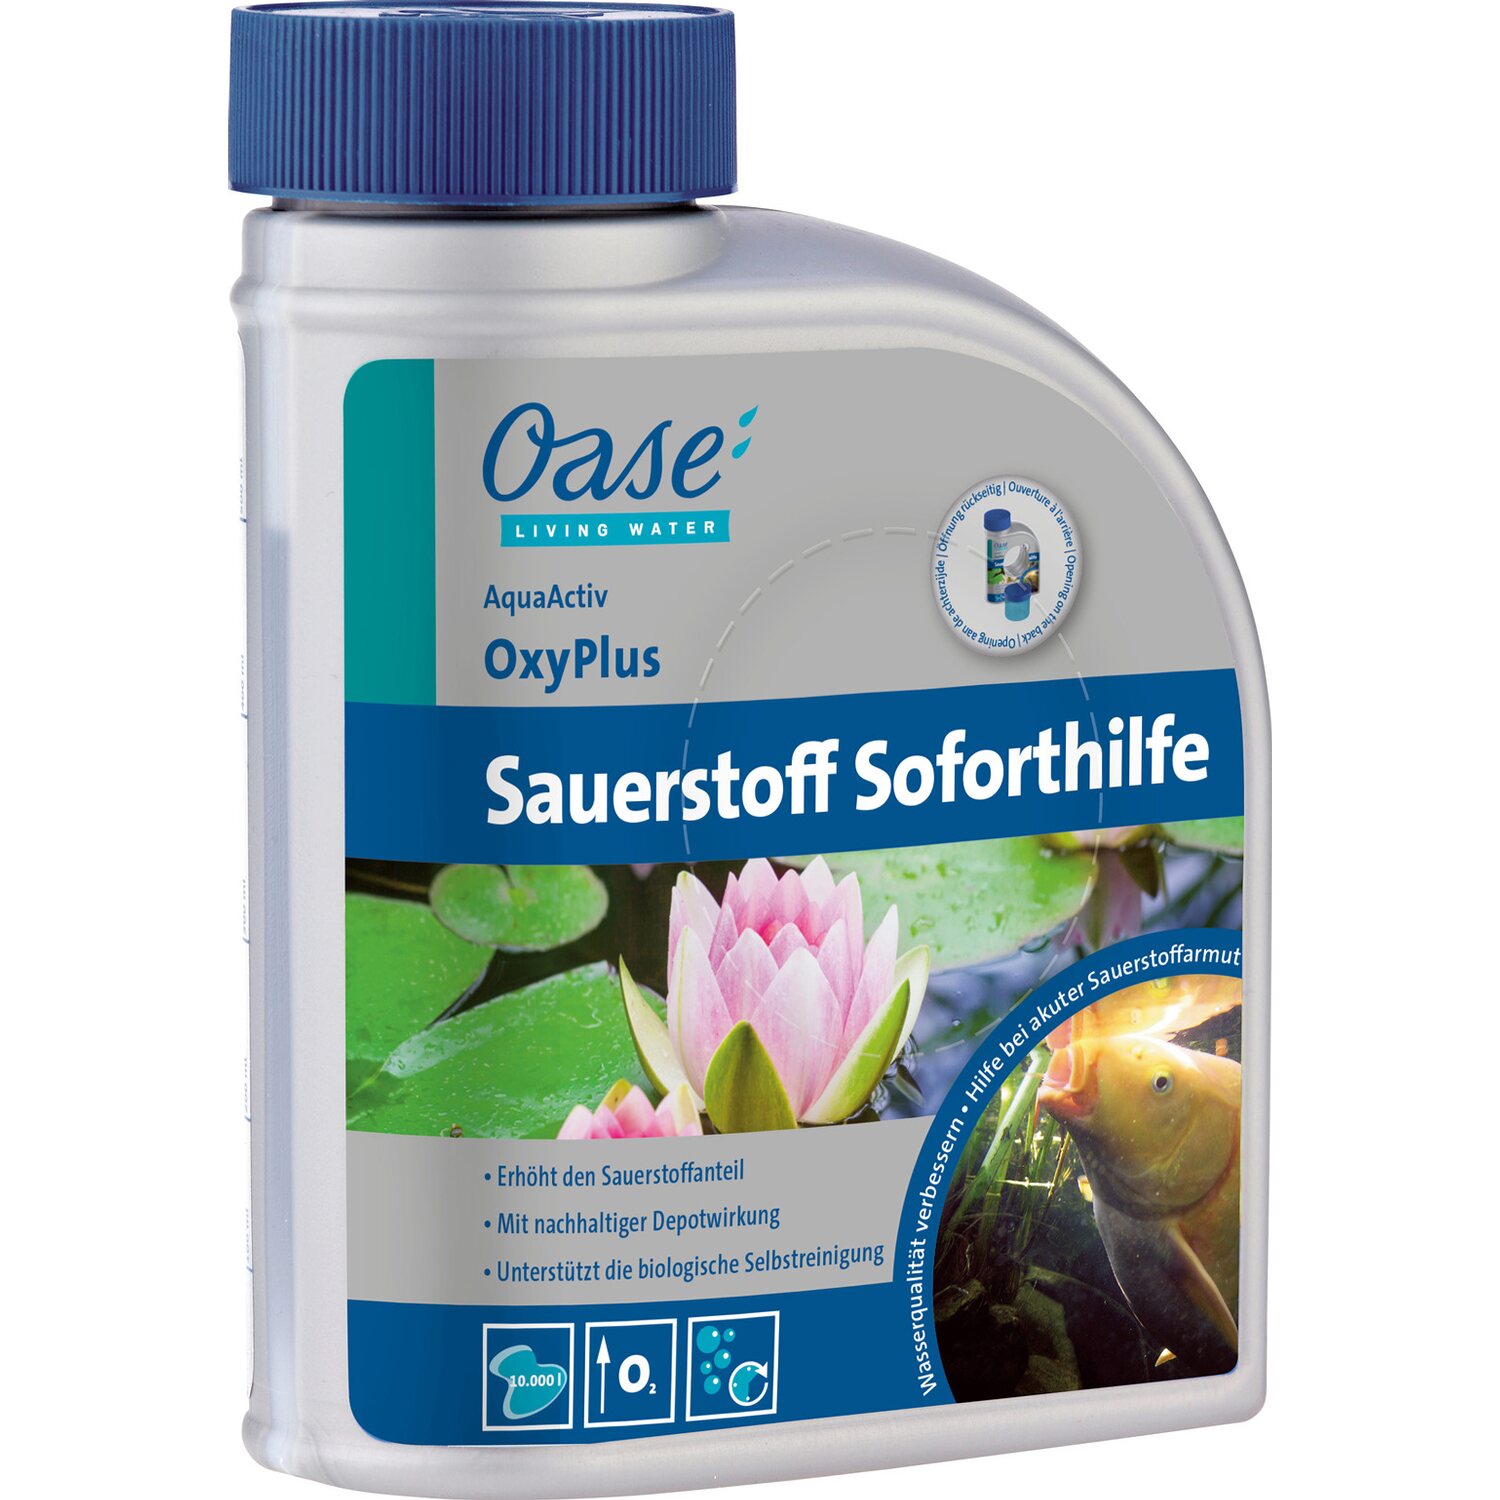 Oase
LIVING WATER
AquaActiv
OxyPlus
Öffnung rückseitig | Ouverture à l'arrière | Opening on the back | Opening aan de achterzijde |
Sauerstoff Soforthilfe
Wasserqualität verbessern • Hilfe bei akuter Sauerstoffarmut
• Erhöht den Sauerstoffanteil
• Mit nachhaltiger Depotwirkung
• Unterstützt die biologische Selbstreinigung
10.000 l
O₂